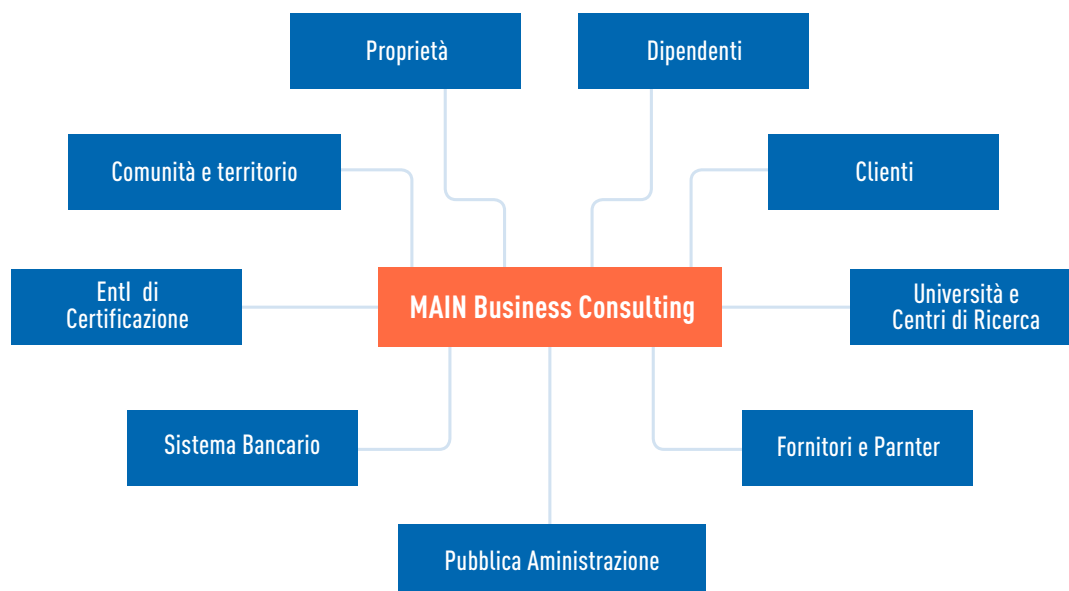 Proprietà
Dipendenti
Comunità e territorio
Clienti
EntI di
Certificazione
MAIN Business Consulting
Università e
Centri di Ricerca
Sistema Bancario
Fornitori e Parnter
Pubblica Aministrazione